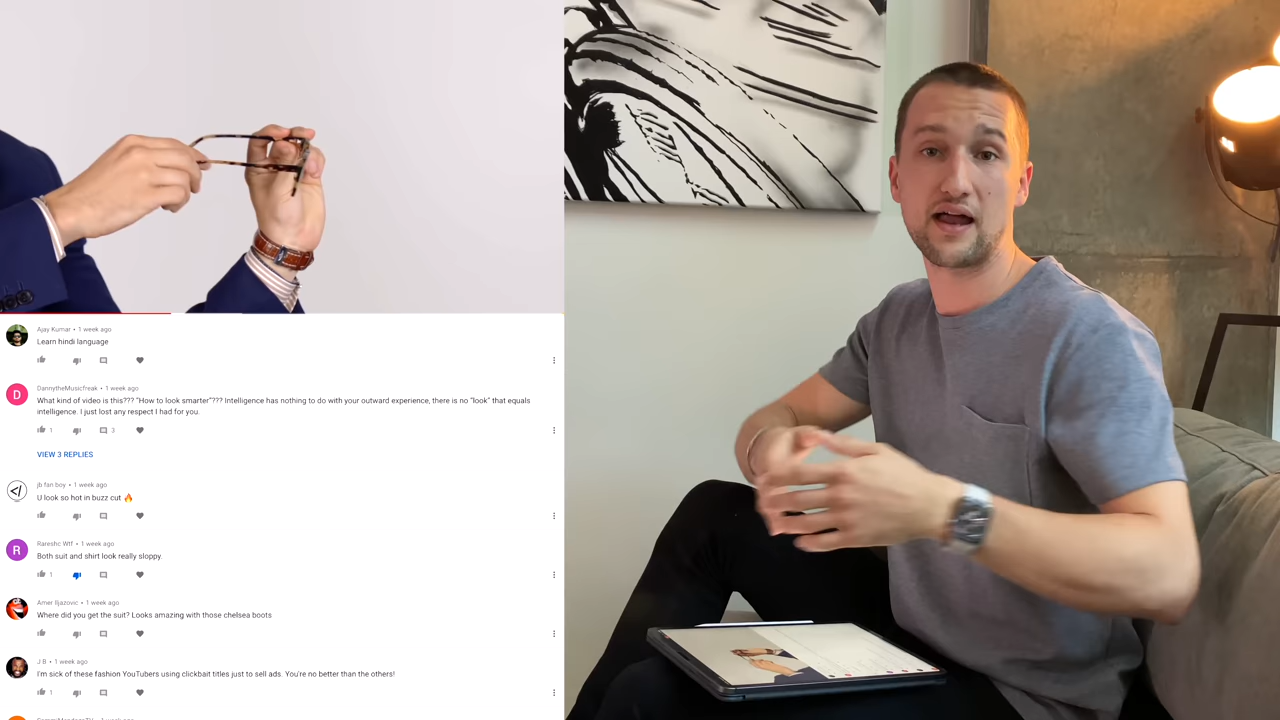 Ajay Kumar • 1 week ago
Learn hindi language
D
DannytheMusicfreak • 1 week ago
What kind of video is this??? "How to look smarter"??? Intelligence has nothing to do with your outward experience, there is no "look" that equals
intelligence. I just lost any respect I had for you.
1 3
VIEW 3 REPLIES
</>
jb fan boy • 1 week ago
U look so hot in buzz cut 🔥
R
Rareshc Wtf • 1 week ago
Both suit and shirt look really sloppy.
1
Amer Iljazovic • 1 week ago
Where did you get the suit? Looks amazing with those chelsea boots
J B • 1 week ago
I'm sick of these fashion YouTubers using clickbait titles just to sell ads. You're no better than the others!
1